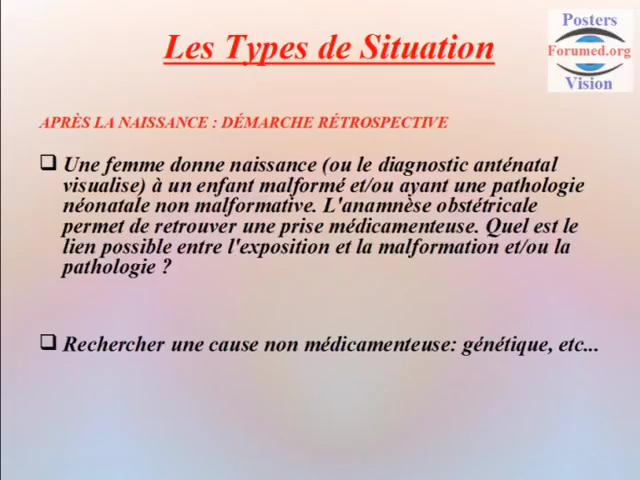 Les Types de Situation
Posters
Forumed.org
Vision
APRÈS LA NAISSANCE : DÉMARCHE RÉTROSPECTIVE
❑ Une femme donne naissance (ou le diagnostic anténatal
visualise) à un enfant malformé et/ou ayant une pathologie
néonatale non malformative. L'anamnèse obstétricale
permet de retrouver une prise médicamenteuse. Quel est le
lien possible entre l'exposition et la malformation et/ou la
pathologie ?
❑ Rechercher une cause non médicamenteuse: génétique, etc...